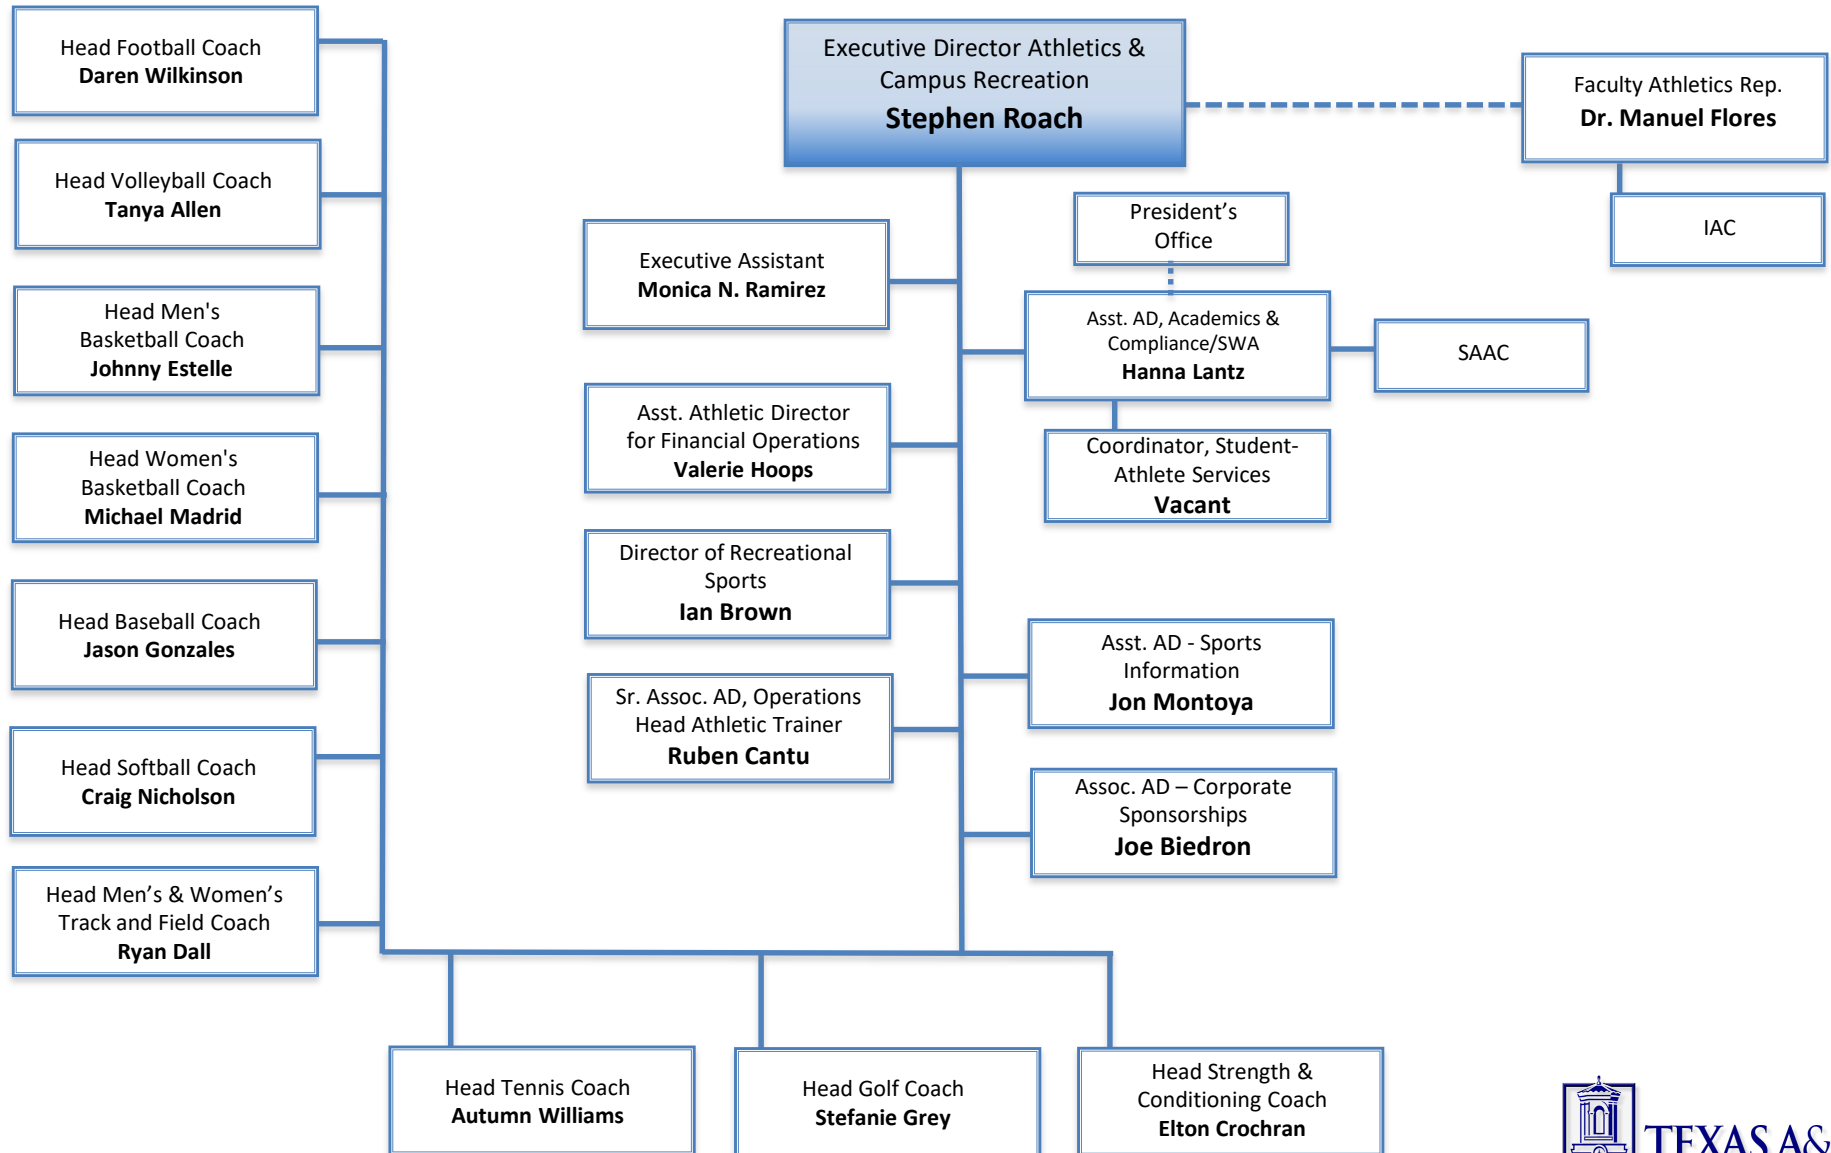 Head Football Coach
Daren Wilkinson
Head Volleyball Coach
Tanya Allen
Head Men's
Basketball Coach
Johnny Estelle
Head Women's
Basketball Coach
Michael Madrid
Head Baseball Coach
Jason Gonzales
Head Softball Coach
Craig Nicholson
Head Men’s & Women’s
Track and Field Coach
Ryan Dall
Executive Director Athletics &
Campus Recreation
Stephen Roach
Faculty Athletics Rep.
Dr. Manuel Flores
IAC
Executive Assistant
Monica N. Ramirez
President’s
Office
Asst. AD, Academics &
Compliance/SWA
Hanna Lantz
SAAC
Asst. Athletic Director
for Financial Operations
Valerie Hoops
Coordinator, Student-
Athlete Services
Vacant
Director of Recreational
Sports
Ian Brown
Asst. AD - Sports
Information
Jon Montoya
Sr. Assoc. AD, Operations
Head Athletic Trainer
Ruben Cantu
Assoc. AD – Corporate
Sponsorships
Joe Biedron
Head Tennis Coach
Autumn Williams
Head Golf Coach
Stefanie Grey
Head Strength &
Conditioning Coach
Elton Crochran
TEXAS A&